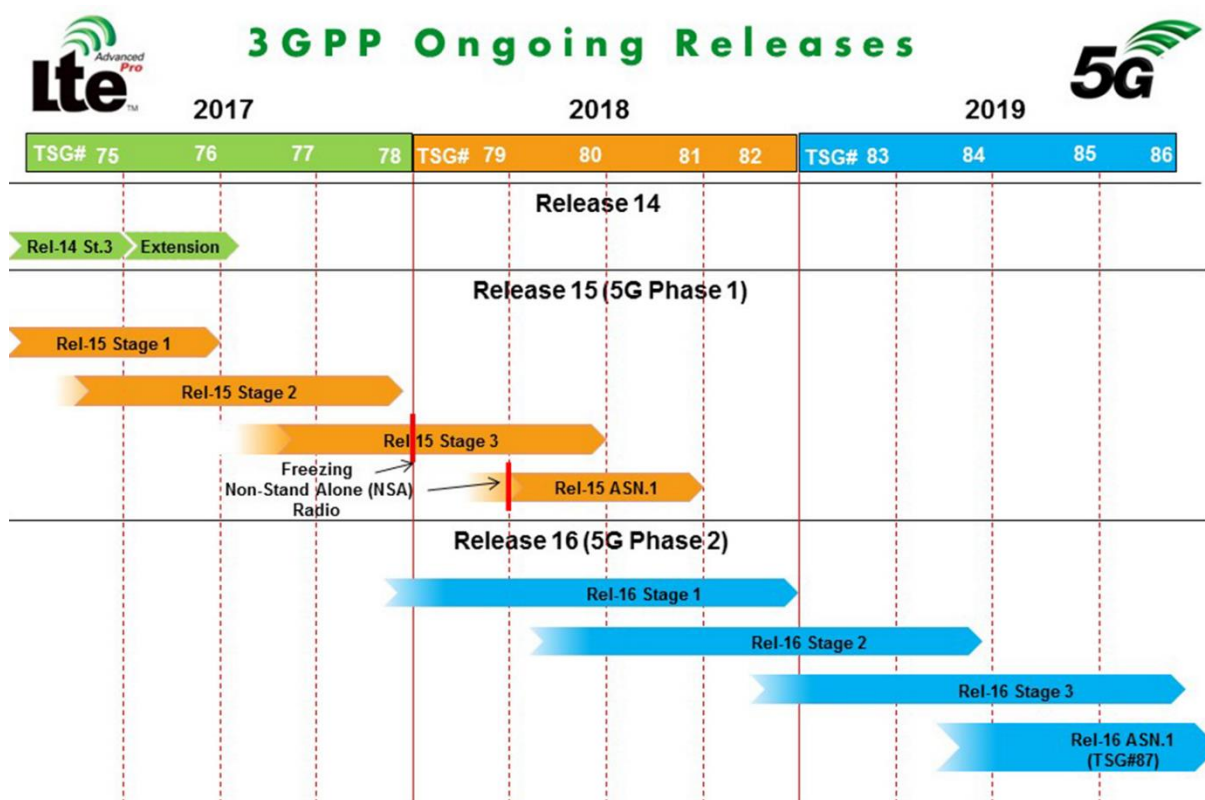 Advanced
Pro
LTE™
3GPP Ongoing Releases
5G
2017 2018 2019
TSG# 75 76 77 78 TSG# 79 80 81 82 TSG# 83 84 85 86
Release 14
Rel-14 St.3 Extension
Release 15 (5G Phase 1)
Rel-15 Stage 1
Rel-15 Stage 2
Rel-15 Stage 3
Freezing
Non-Stand Alone (NSA)
Radio
Rel-15 ASN.1
Release 16 (5G Phase 2)
Rel-16 Stage 1
Rel-16 Stage 2
Rel-16 Stage 3
Rel-16 ASN.1
(TSG#87)